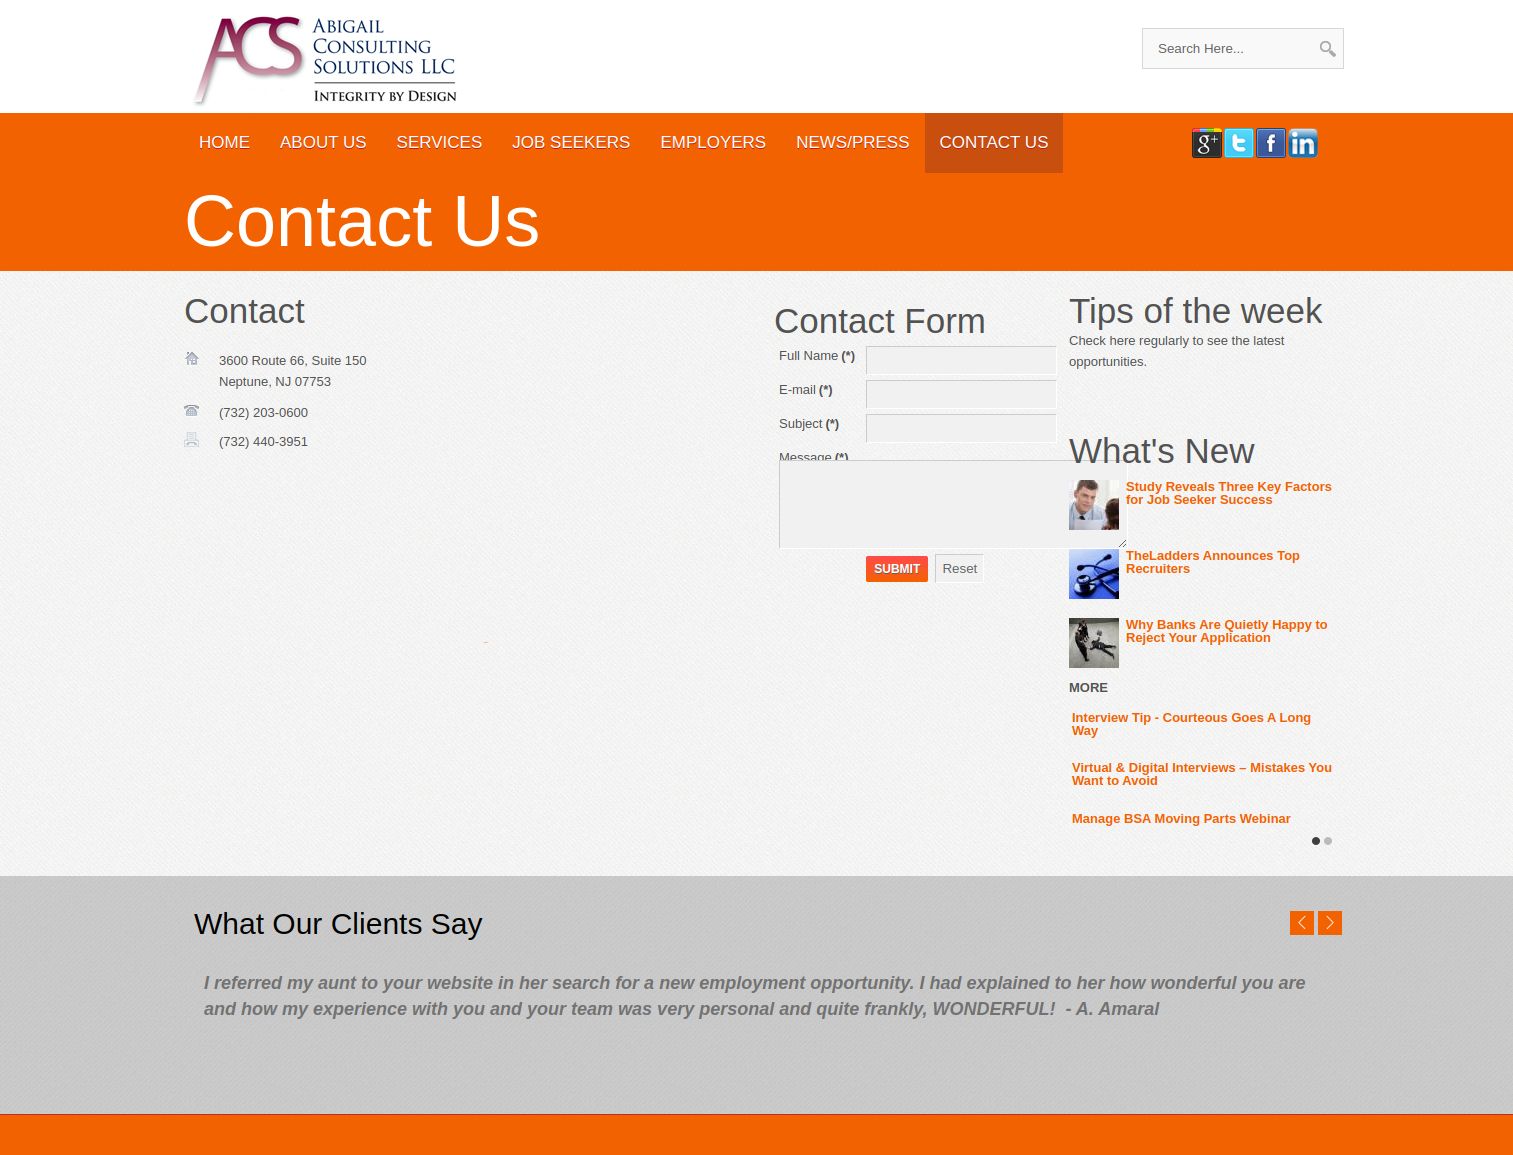 ACS
Abigail
Consulting
Solutions LLC
Integrity by Design
Search Here...
HOME ABOUT US SERVICES JOB SEEKERS EMPLOYERS NEWS/PRESS CONTACT US
g+ t f in
Contact Us
Contact
3600 Route 66, Suite 150
Neptune, NJ 07753
(732) 203-0600
(732) 440-3951
Contact Form
Full Name (*)
E-mail (*)
Subject (*)
Message (*)
SUBMIT Reset
Tips of the week
Check here regularly to see the latest
opportunities.
What's New
Study Reveals Three Key Factors
for Job Seeker Success
TheLadders Announces Top
Recruiters
Why Banks Are Quietly Happy to
Reject Your Application
MORE
Interview Tip - Courteous Goes A Long
Way
Virtual & Digital Interviews – Mistakes You
Want to Avoid
Manage BSA Moving Parts Webinar
What Our Clients Say
I referred my aunt to your website in her search for a new employment opportunity. I had explained to her how wonderful you are
and how my experience with you and your team was very personal and quite frankly, WONDERFUL!  - A. Amaral